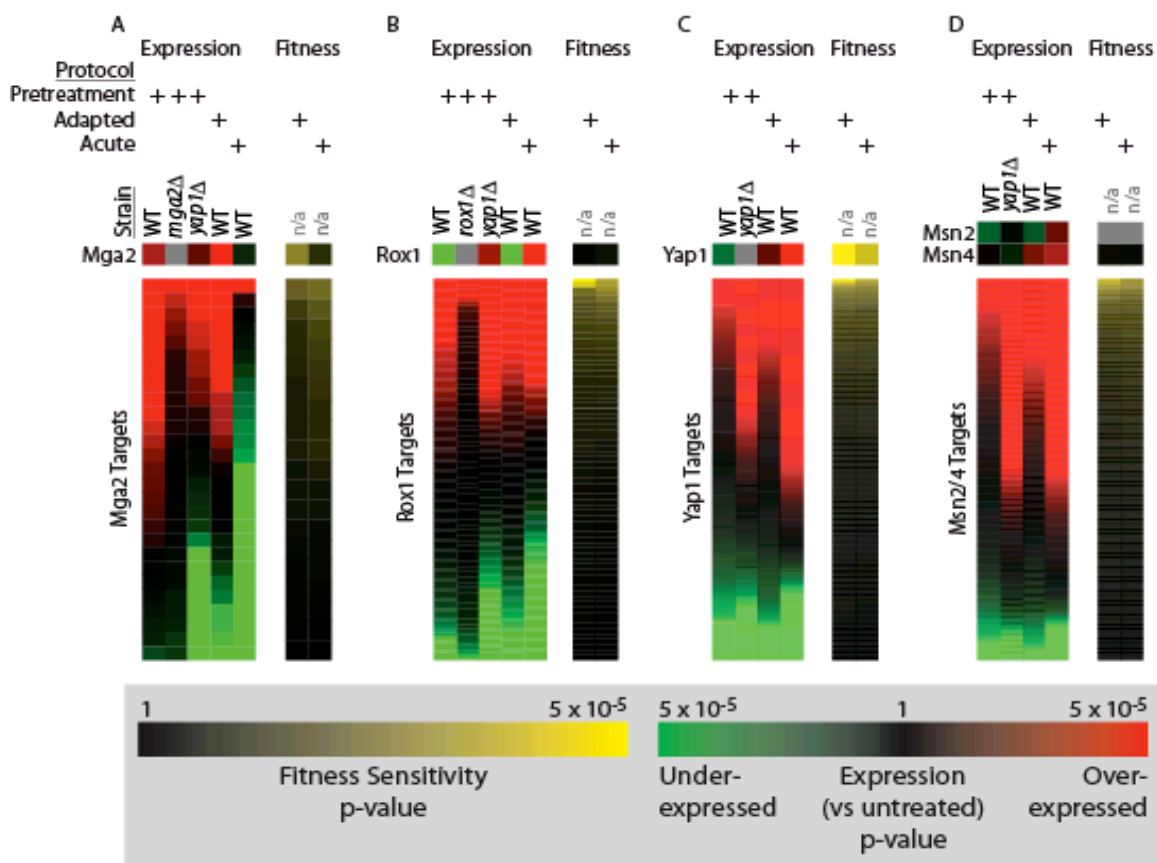 A B C D
Expression Fitness Expression Fitness Expression Fitness Expression Fitness
Protocol
Pretreatment + + + + + + + + + +
Adapted + + + + + + + +
Acute + + + + + + + +
Strain WT mga2Δ yap1Δ WT WT n/a n/a WT rox1Δ yap1Δ WT WT n/a n/a WT yap1Δ WT WT n/a n/a WT yap1Δ WT WT n/a n/a
Msn2
Mga2 Rox1 Yap1 Msn4
Mga2 Targets Rox1 Targets Yap1 Targets Msn2/4 Targets
1 5 x 10⁻⁵ 5 x 10⁻⁵ 1 5 x 10⁻⁵
Fitness Sensitivity Under- Expression Over-
p-value expressed (vs untreated) expressed
p-value